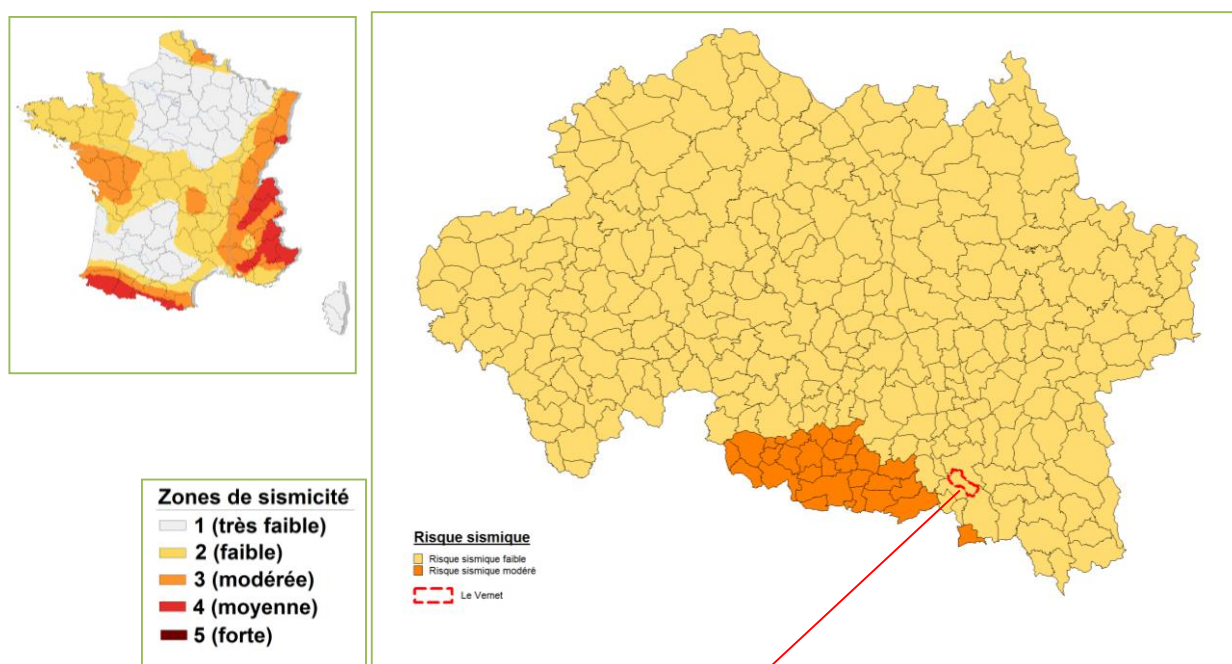 Zones de sismicité
1 (très faible)
2 (faible)
3 (modérée)
4 (moyenne)
5 (forte)
Risque sismique
Risque sismique faible
Risque sismique modéré
Le Vernet